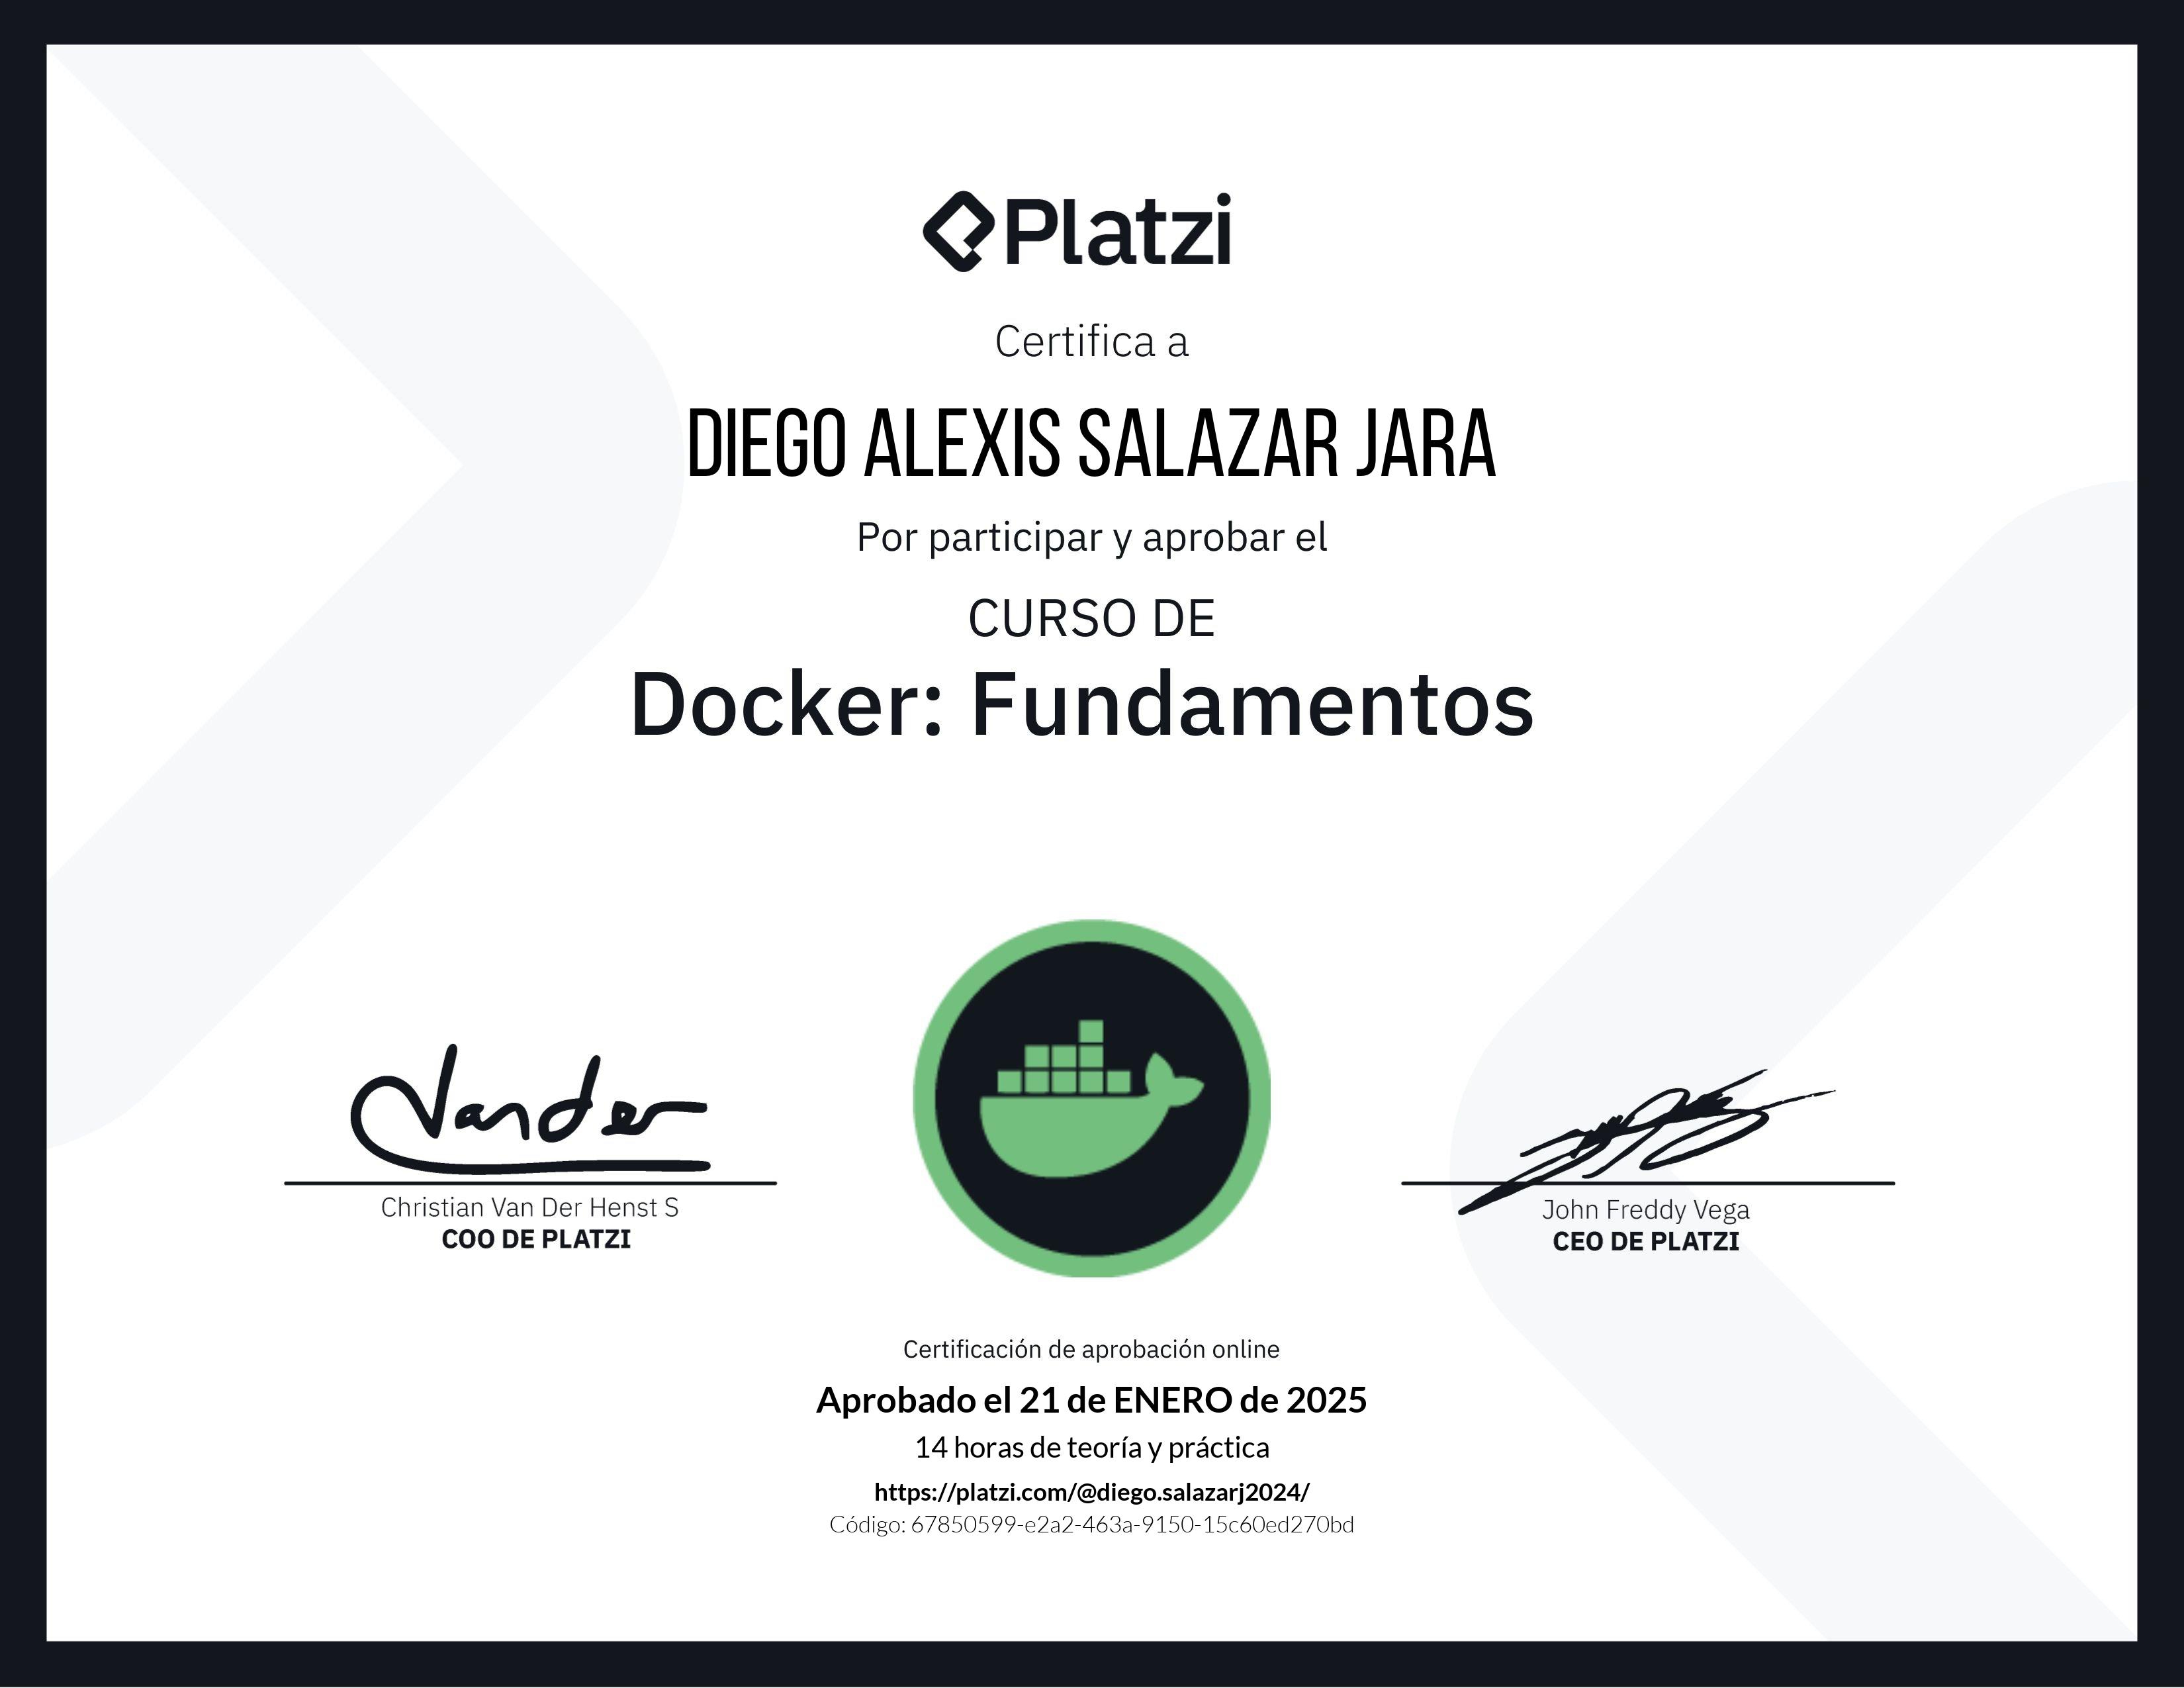 Platzi
Certifica a
DIEGO ALEXIS SALAZAR JARA
Por participar y aprobar el
CURSO DE
Docker: Fundamentos
Vander
Christian Van Der Henst S
COO DE PLATZI
John Freddy Vega
CEO DE PLATZI
Certificación de aprobación online
Aprobado el 21 de ENERO de 2025
14 horas de teoría y práctica
https://platzi.com/@diego.salazarj2024/
Código: 67850599-e2a2-463a-9150-15c60ed270bd